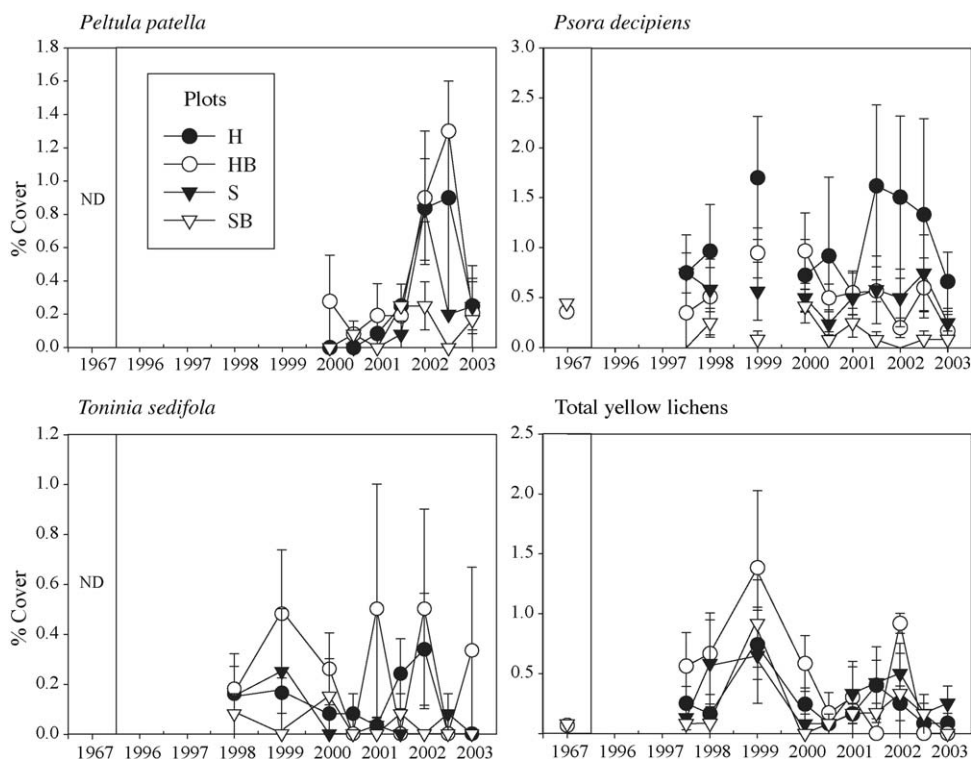 Peltula patella
Psora decipiens
1.8
1.6
1.4
1.2
1.0
0.8
0.6
0.4
0.2
0.0
% Cover
ND
Plots
H
HB
S
SB
1967 1996 1997 1998 1999 2000 2001 2002 2003
3.0
2.5
2.0
1.5
1.0
0.5
0.0
1967 1996 1997 1998 1999 2000 2001 2002 2003
Toninia sedifola
Total yellow lichens
1.2
1.0
0.8
0.6
0.4
0.2
0.0
% Cover
ND
1967 1996 1997 1998 1999 2000 2001 2002 2003
2.5
2.0
1.5
1.0
0.5
1967 1996 1997 1998 1999 2000 2001 2002 2003